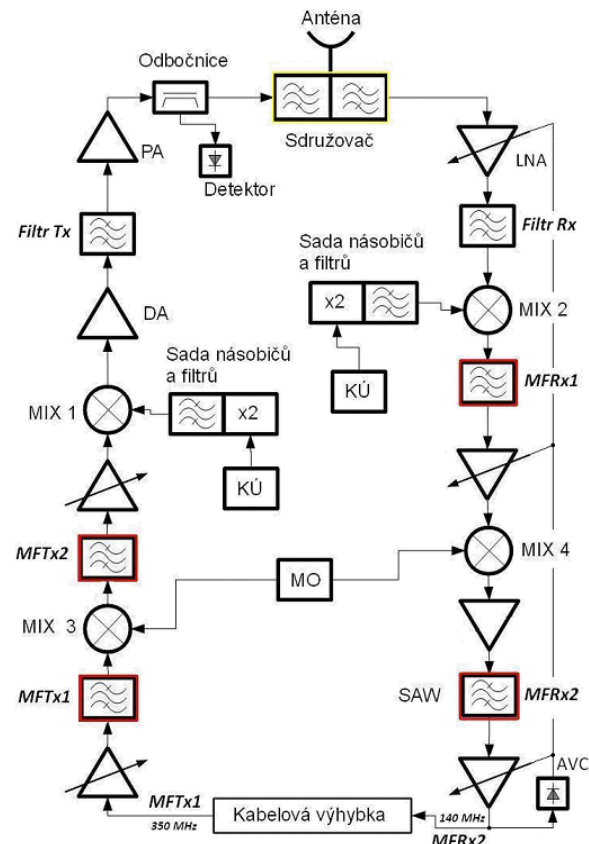 Anténa
Odbočnice
Sdružovač
PA
Detektor
LNA
Filtr Tx
Filtr Rx
Sada násobičů
a filtrů
x2
MIX 2
DA
KÚ
MFRx1
Sada násobičů
a filtrů
x2
MIX 1
KÚ
MFTx2
MO
MIX 4
MIX 3
MFTx1
SAW
MFRx2
AVC
MFTx1
350 MHz
Kabelová výhybka
140 MHz
MFRx2